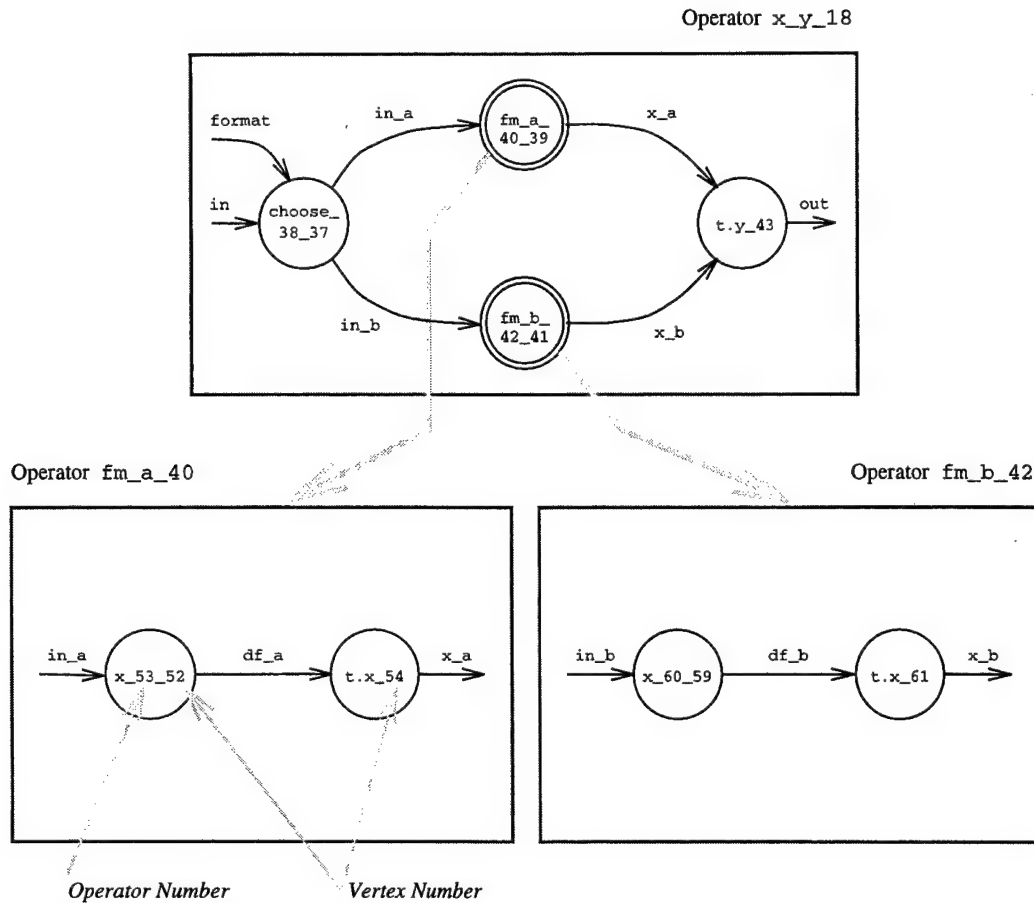 Operator x_y_18
format
in
choose_
38_37
in_a
in_b
fm_a_
40_39
fm_b_
42_41
x_a
x_b
t.y_43
out
Operator fm_a_40
in_a
x_53_52
df_a
t.x_54
x_a
Operator Number
Vertex Number
Operator fm_b_42
in_b
x_60_59
df_b
t.x_61
x_b